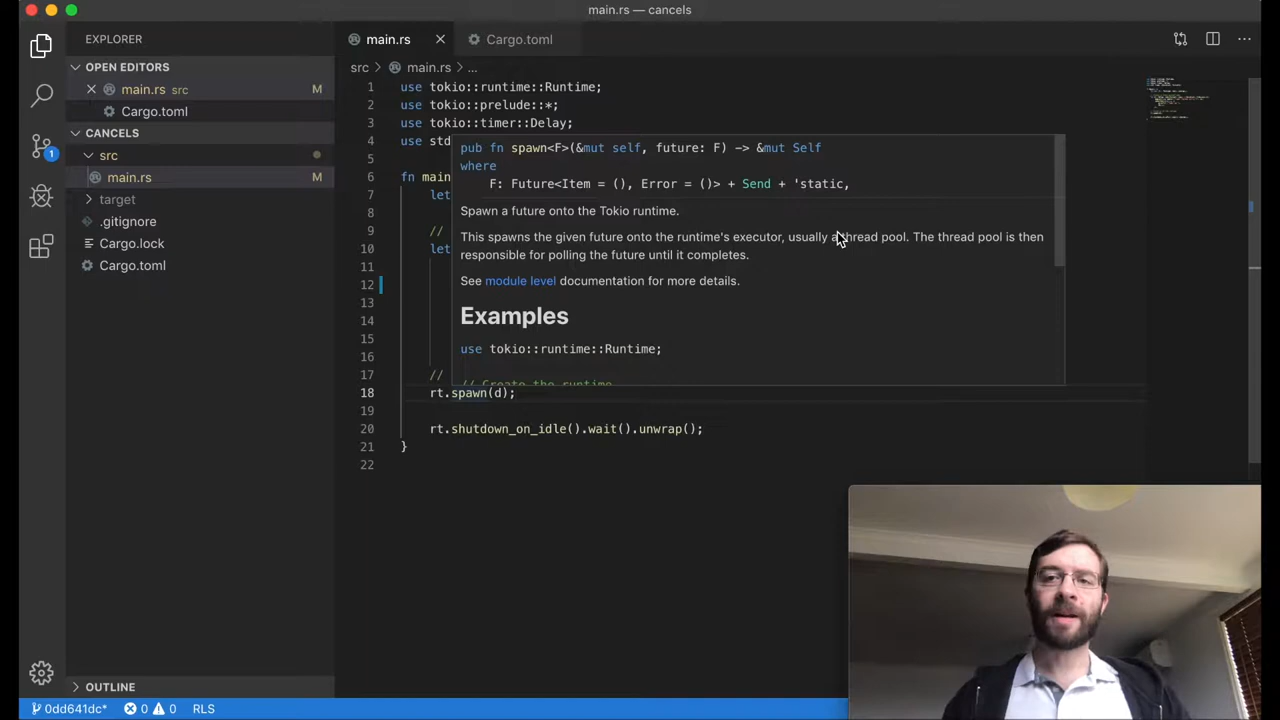 main.rs — cancels
EXPLORER
OPEN EDITORS
main.rs src M
Cargo.toml
CANCELS
src
main.rs M
target
.gitignore
Cargo.lock
Cargo.toml
OUTLINE
main.rs
Cargo.toml
src > main.rs > ...
1 use tokio::runtime::Runtime;
2 use tokio::prelude::*;
3 use tokio::timer::Delay;
4 use std
5
6 fn main
7 let
8
9 //
10 let
11
12
13
14
15
16
17 //
18 rt.spawn(d);
19
20 rt.shutdown_on_idle().wait().unwrap();
21 }
22
pub fn spawn<F>(&mut self, future: F) -> &mut Self
where
F: Future<Item = (), Error = ()> + Send + 'static,
Spawn a future onto the Tokio runtime.
This spawns the given future onto the runtime's executor, usually a thread pool. The thread pool is then
responsible for polling the future until it completes.
See module level documentation for more details.
Examples
use tokio::runtime::Runtime;
// Create the runtime
1
0dd641dc* 0 0 RLS